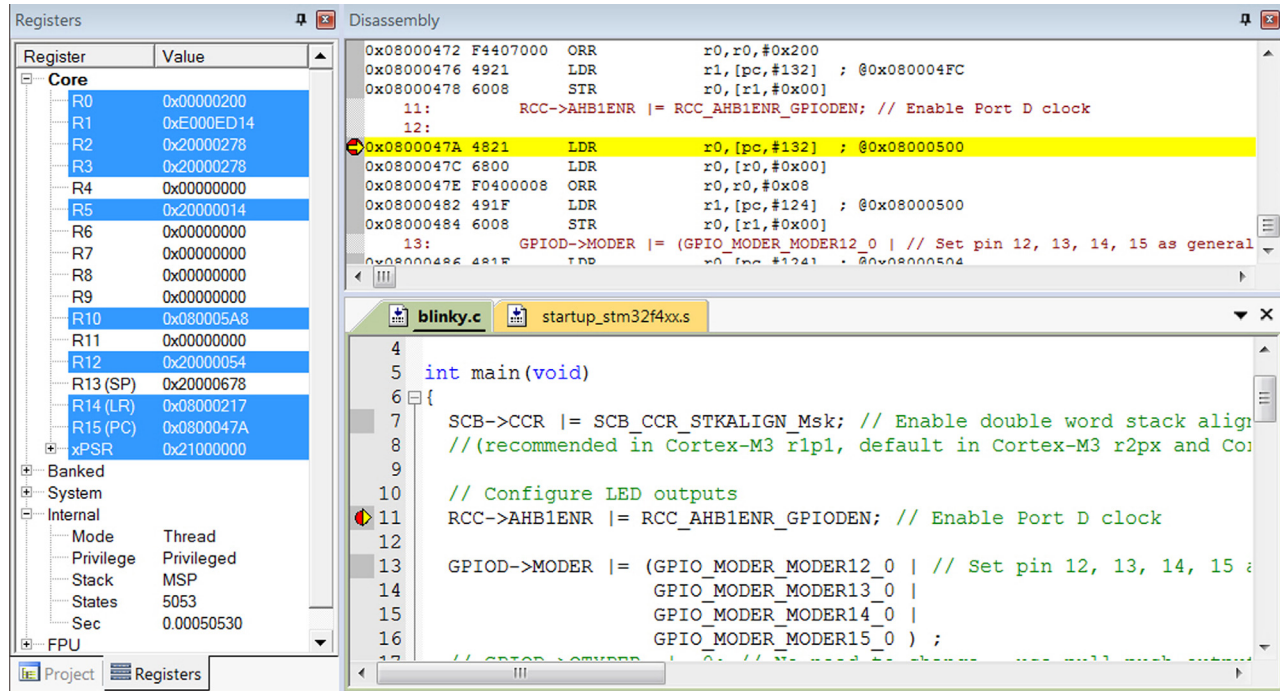 Registers
Register Value
Core
R0 0x00000200
R1 0xE000ED14
R2 0x20000278
R3 0x20000278
R4 0x00000000
R5 0x20000014
R6 0x00000000
R7 0x00000000
R8 0x00000000
R9 0x00000000
R10 0x080005A8
R11 0x00000000
R12 0x20000054
R13 (SP) 0x20000678
R14 (LR) 0x08000217
R15 (PC) 0x0800047A
xPSR 0x21000000
Banked
System
Internal
Mode Thread
Privilege Privileged
Stack MSP
States 5053
Sec 0.00050530
FPU
Project Registers
Disassembly
0x08000472 F4407000 ORR r0,r0,#0x200
0x08000476 4921 LDR r1,[pc,#132] ; @0x080004FC
0x08000478 6008 STR r0,[r1,#0x00]
11: RCC->AHB1ENR |= RCC_AHB1ENR_GPIODEN; // Enable Port D clock
12:
0x0800047A 4821 LDR r0,[pc,#132] ; @0x08000500
0x0800047C 6800 LDR r0,[r0,#0x00]
0x0800047E F0400008 ORR r0,r0,#0x08
0x08000482 491F LDR r1,[pc,#124] ; @0x08000500
0x08000484 6008 STR r0,[r1,#0x00]
13: GPIOD->MODER |= (GPIO_MODER_MODER12_0 | // Set pin 12, 13, 14, 15 as general
0x08000486 481F LDR r0,[pc,#124] ; @0x08000504
blinky.c startup_stm32f4xx.s
4
5 int main(void)
6 {
7 SCB->CCR |= SCB_CCR_STKALIGN_Msk; // Enable double word stack align
8 //(recommended in Cortex-M3 r1p1, default in Cortex-M3 r2px and Cor
9
10 // Configure LED outputs
11 RCC->AHB1ENR |= RCC_AHB1ENR_GPIODEN; // Enable Port D clock
12
13 GPIOD->MODER |= (GPIO_MODER_MODER12_0 | // Set pin 12, 13, 14, 15 a
14 GPIO_MODER_MODER13_0 |
15 GPIO_MODER_MODER14_0 |
16 GPIO_MODER_MODER15_0 ) ;
17